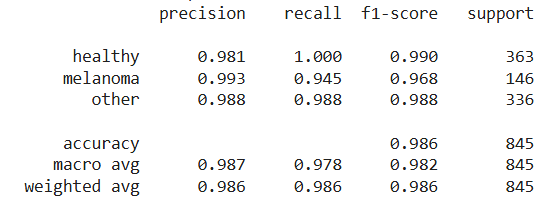 precision recall f1-score support
healthy 0.981 1.000 0.990 363
melanoma 0.993 0.945 0.968 146
other 0.988 0.988 0.988 336
accuracy 0.986 845
macro avg 0.987 0.978 0.982 845
weighted avg 0.986 0.986 0.986 845